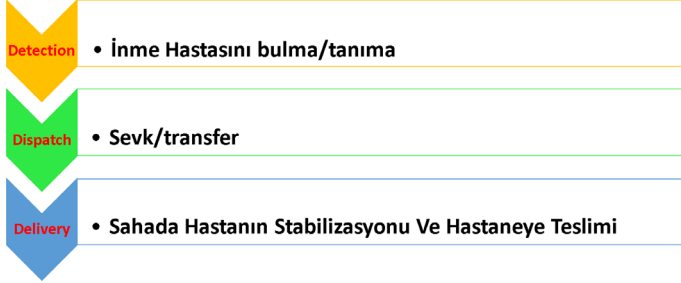 Detection
• İnme Hastasını bulma/tanıma
Dispatch
• Sevk/transfer
Delivery
• Sahada Hastanın Stabilizasyonu Ve Hastaneye Teslimi